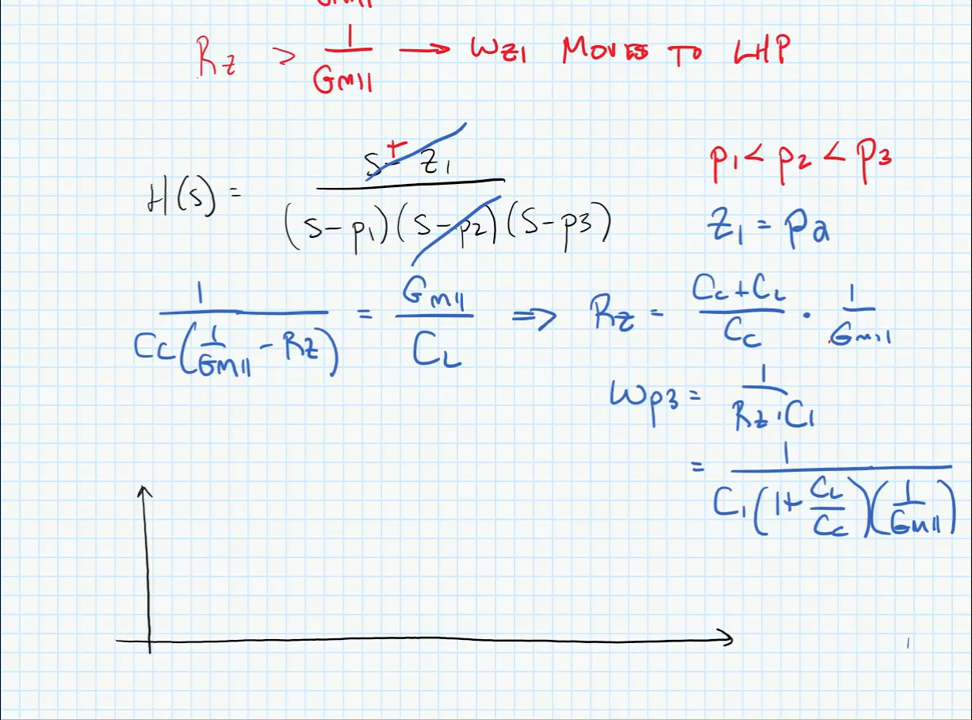 Rz > 1/Gm11 → Wz1 MOVES TO LHP
H(s) = s + z1 / (s-p1)(s-p2)(s-p3)
p1 < p2 < p3
z1 = p2
1 / Cc(1/Gm11 - Rz) = Gm11 / CL ⇒ Rz = Cc+CL / Cc · 1/Gm11
Wp3 = 1 / Rz·C1
= 1 / C1(1+CL/Cc)(1/Gm11)